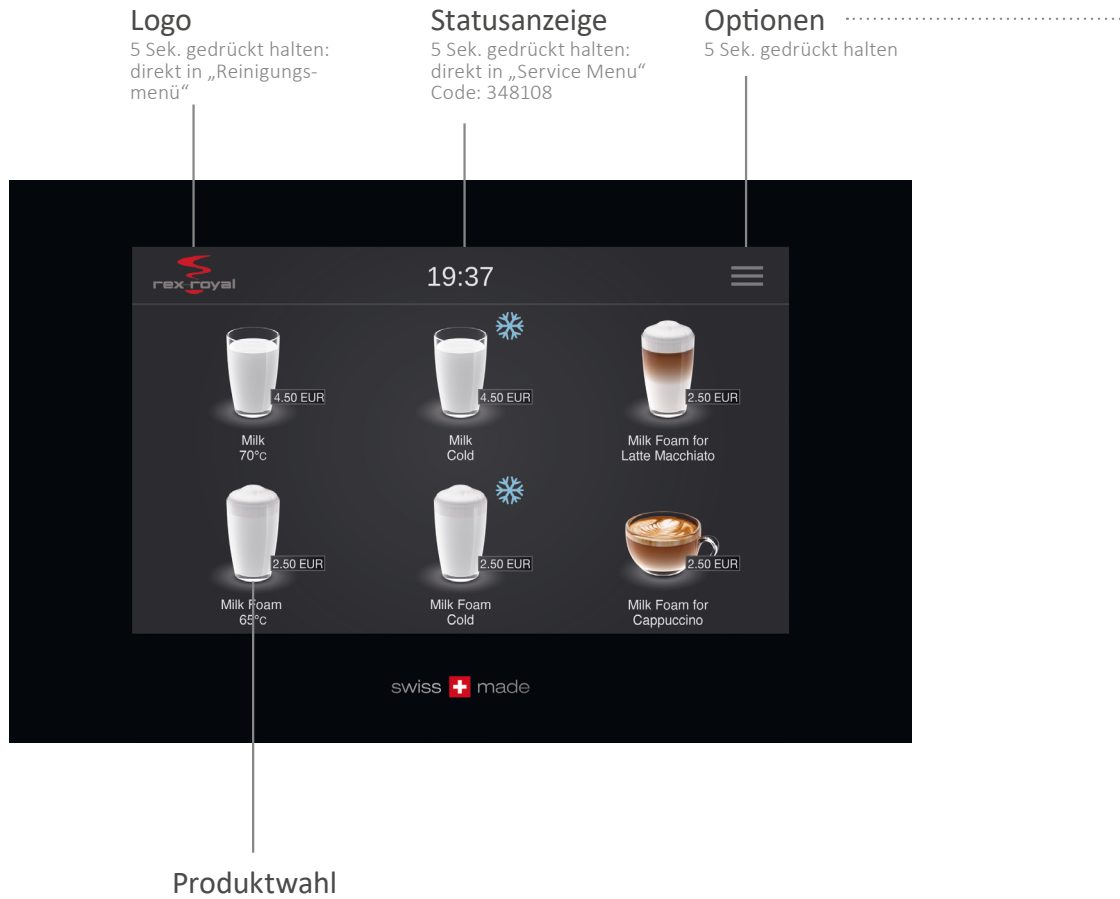 Logo
5 Sek. gedrückt halten:
direkt in „Reinigungs-
menü“
Statusanzeige
5 Sek. gedrückt halten:
direkt in „Service Menu“
Code: 348108
Optionen
5 Sek. gedrückt halten
rex-royal
19:37
4.50 EUR
Milk
70°C
4.50 EUR
Milk
Cold
2.50 EUR
Milk Foam for
Latte Macchiato
2.50 EUR
Milk Foam
65°C
2.50 EUR
Milk Foam
Cold
2.50 EUR
Milk Foam for
Cappuccino
swiss made
Produktwahl